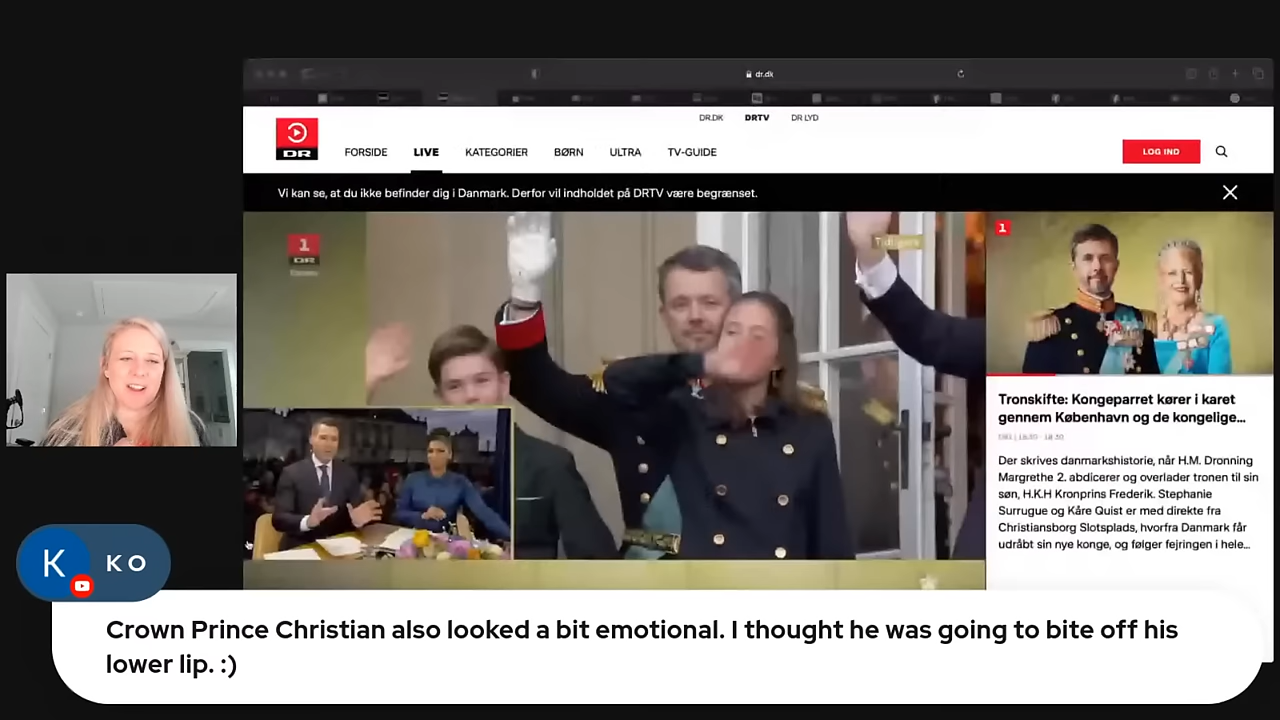 dr.dk
DR.DK DRTV DR LYD
DR
FORSIDE LIVE KATEGORIER BØRN ULTRA TV-GUIDE
LOG IND
Vi kan se, at du ikke befinder dig i Danmark. Derfor vil indholdet på DRTV være begrænset.
1
DR
Tidligere
1
Tronskifte: Kongeparret kører i karet
gennem København og de kongelige...
Der skrives danmarkshistorie, når H.M. Dronning
Margrethe 2. abdicerer og overlader tronen til sin
søn, H.K.H Kronprins Frederik. Stephanie
Surrugue og Kåre Quist er med direkte fra
Christiansborg Slotsplads, hvorfra Danmark får
udråbt sin nye konge, og følger fejringen i hele...
K
K O
Crown Prince Christian also looked a bit emotional. I thought he was going to bite off his
lower lip. :)